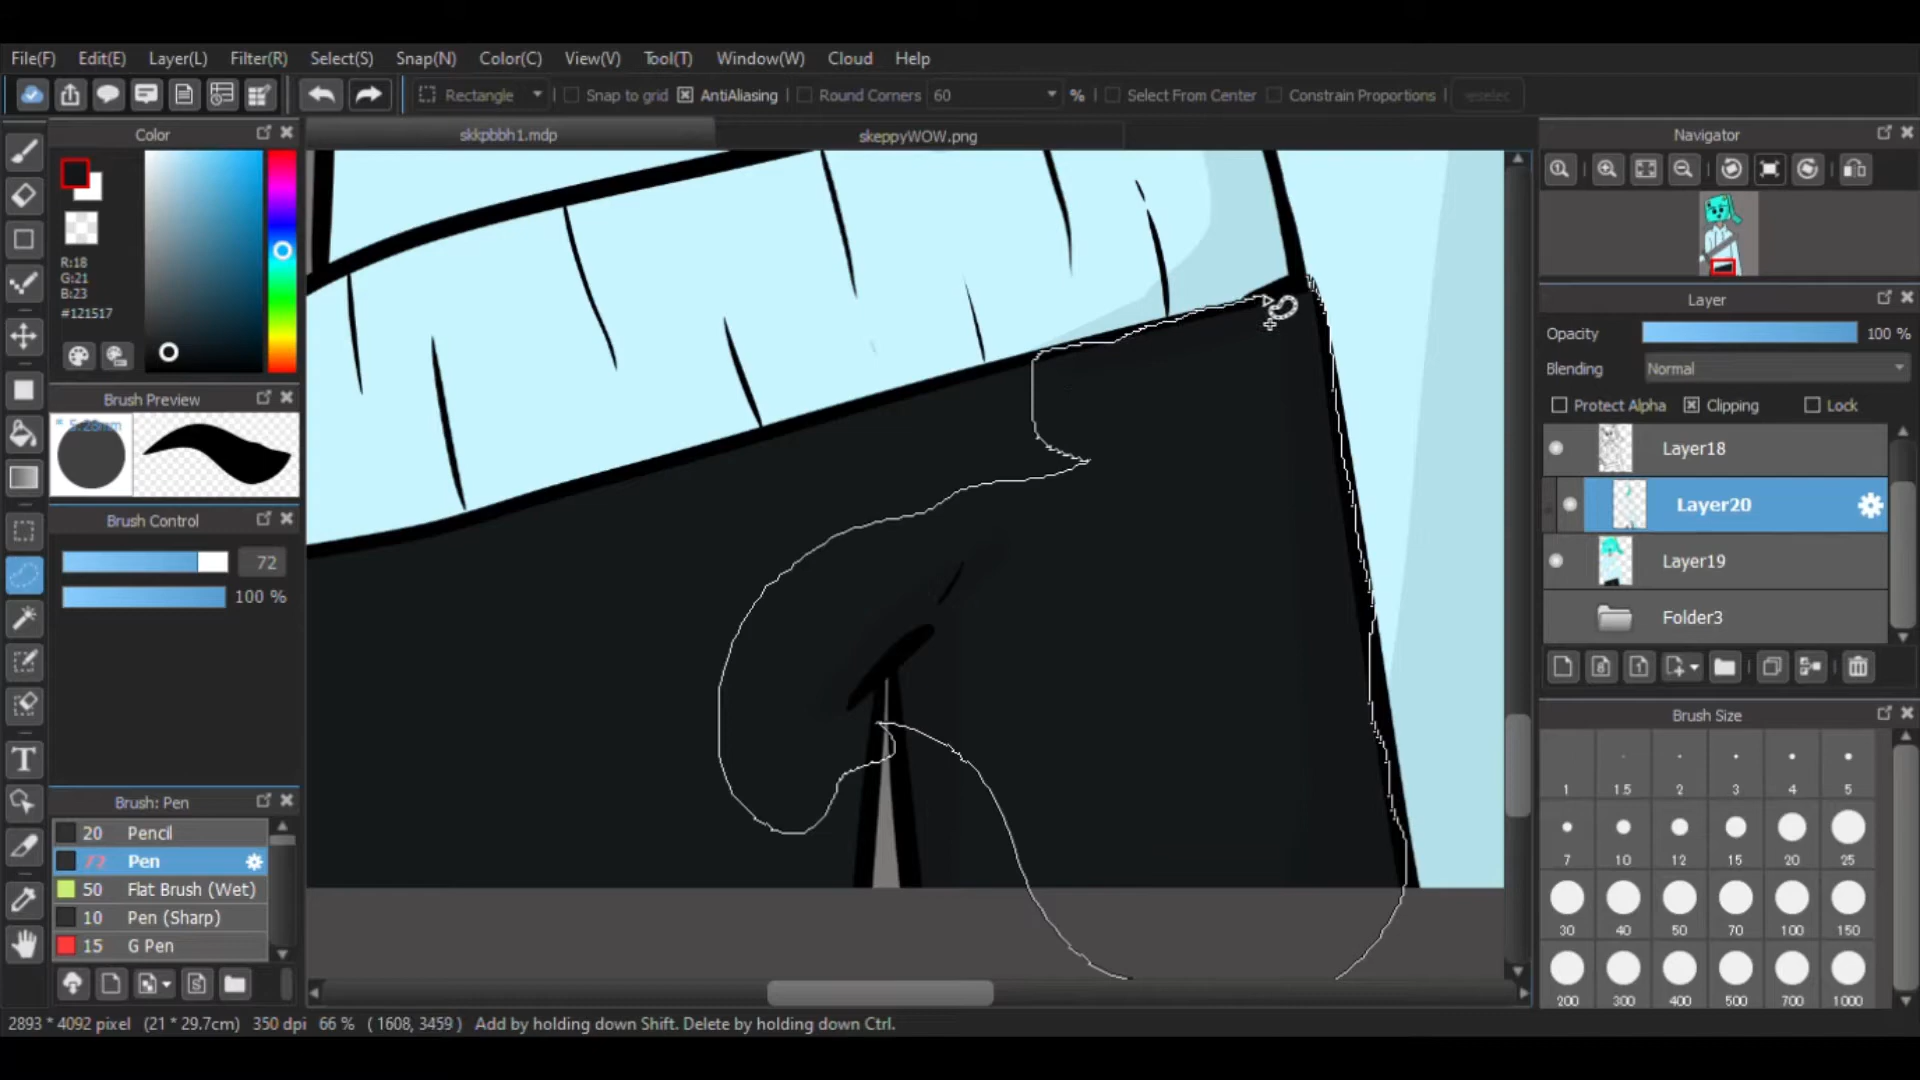 File(F) Edit(E) Layer(L) Filter(R) Select(S) Snap(N) Color(C) View(V) Tool(T) Window(W) Cloud Help
Rectangle Snap to grid AntiAliasing Round Corners 60 % Select From Center Constrain Proportions
Color
skkpbbh1.mdp
skeppyWOW.png
R:18
G:21
B:23
#121517
Brush Preview
Brush Control
72
100 %
Brush: Pen
20 Pencil
Pen
50 Flat Brush (Wet)
10 Pen (Sharp)
15 G Pen
Navigator
Layer
Opacity 100 %
Blending Normal
Protect Alpha Clipping Lock
Layer18
Layer20
Layer19
Folder3
Brush Size
1 1.5 2 3 4 5
7 10 12 15 20 25
30 40 50 70 100 150
200 300 400 500 700 1000
2893 * 4092 pixel (21 * 29.7cm) 350 dpi 66 % ( 1608, 3459 ) Add by holding down Shift. Delete by holding down Ctrl.